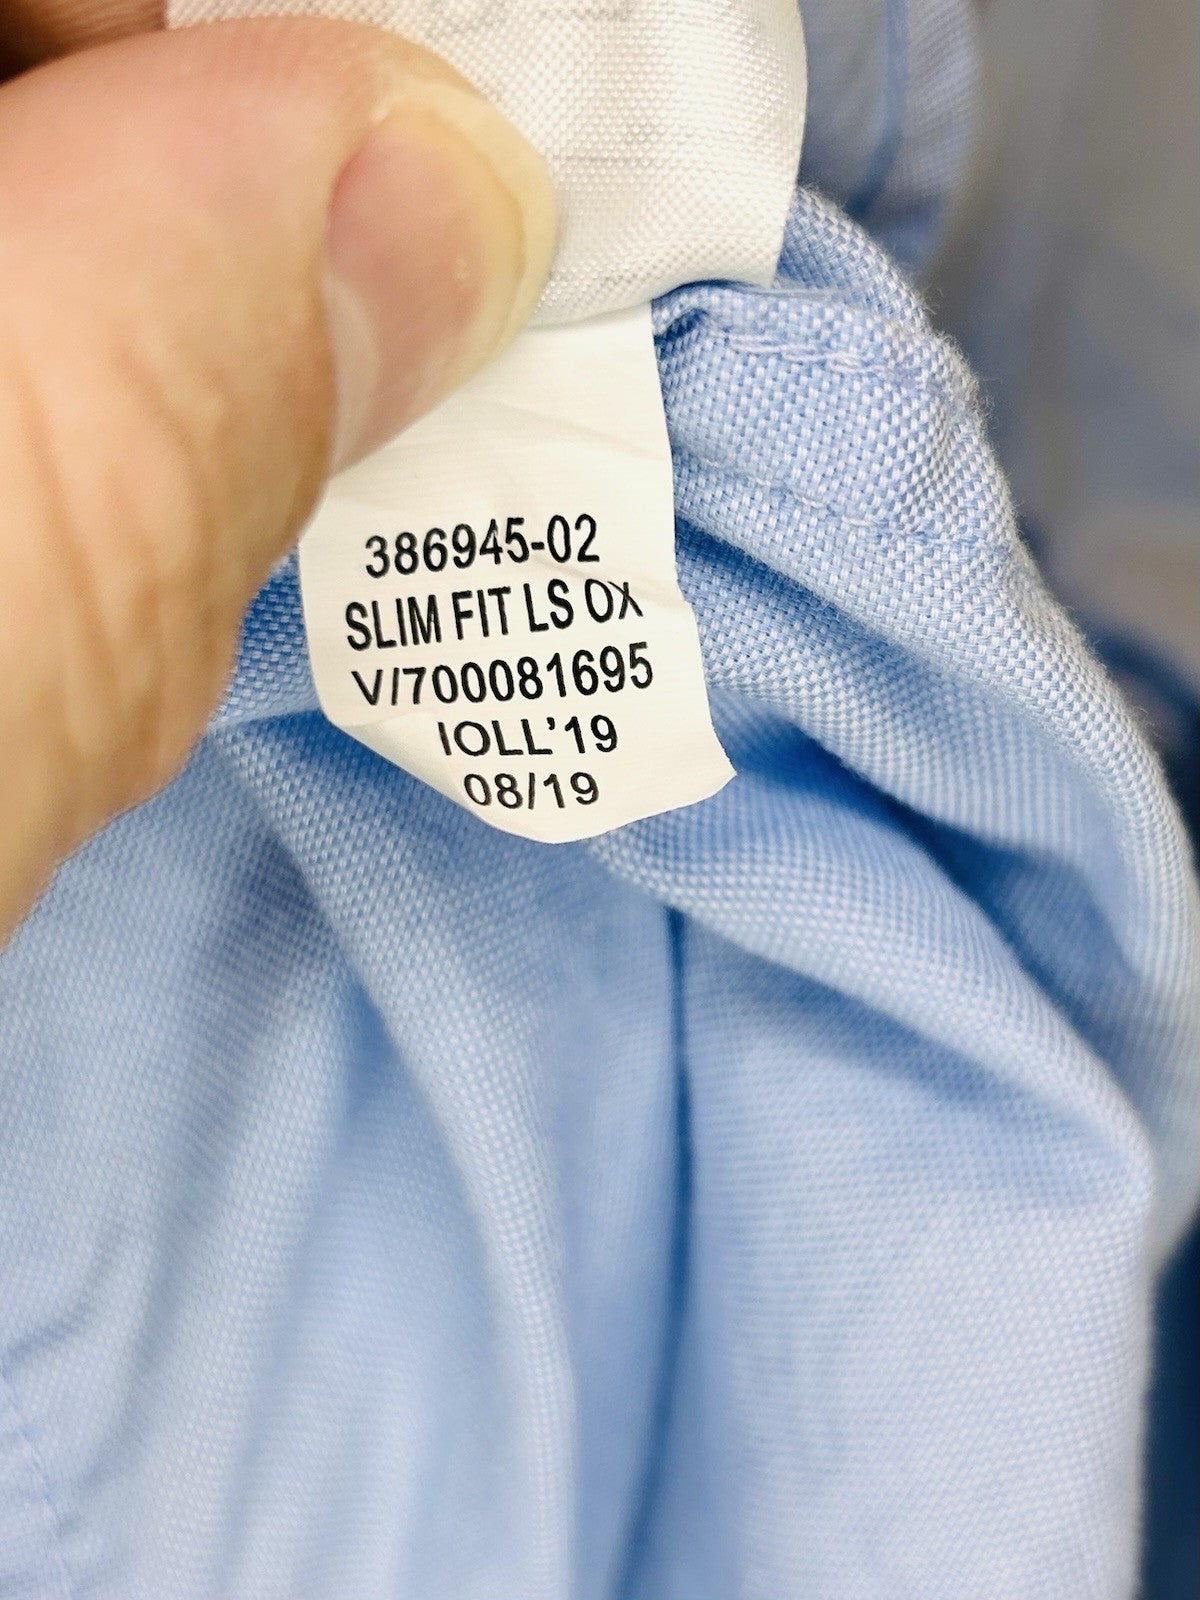 386945-02
SLIM FIT LS OX
V/700081695
IOLL'19
08/19